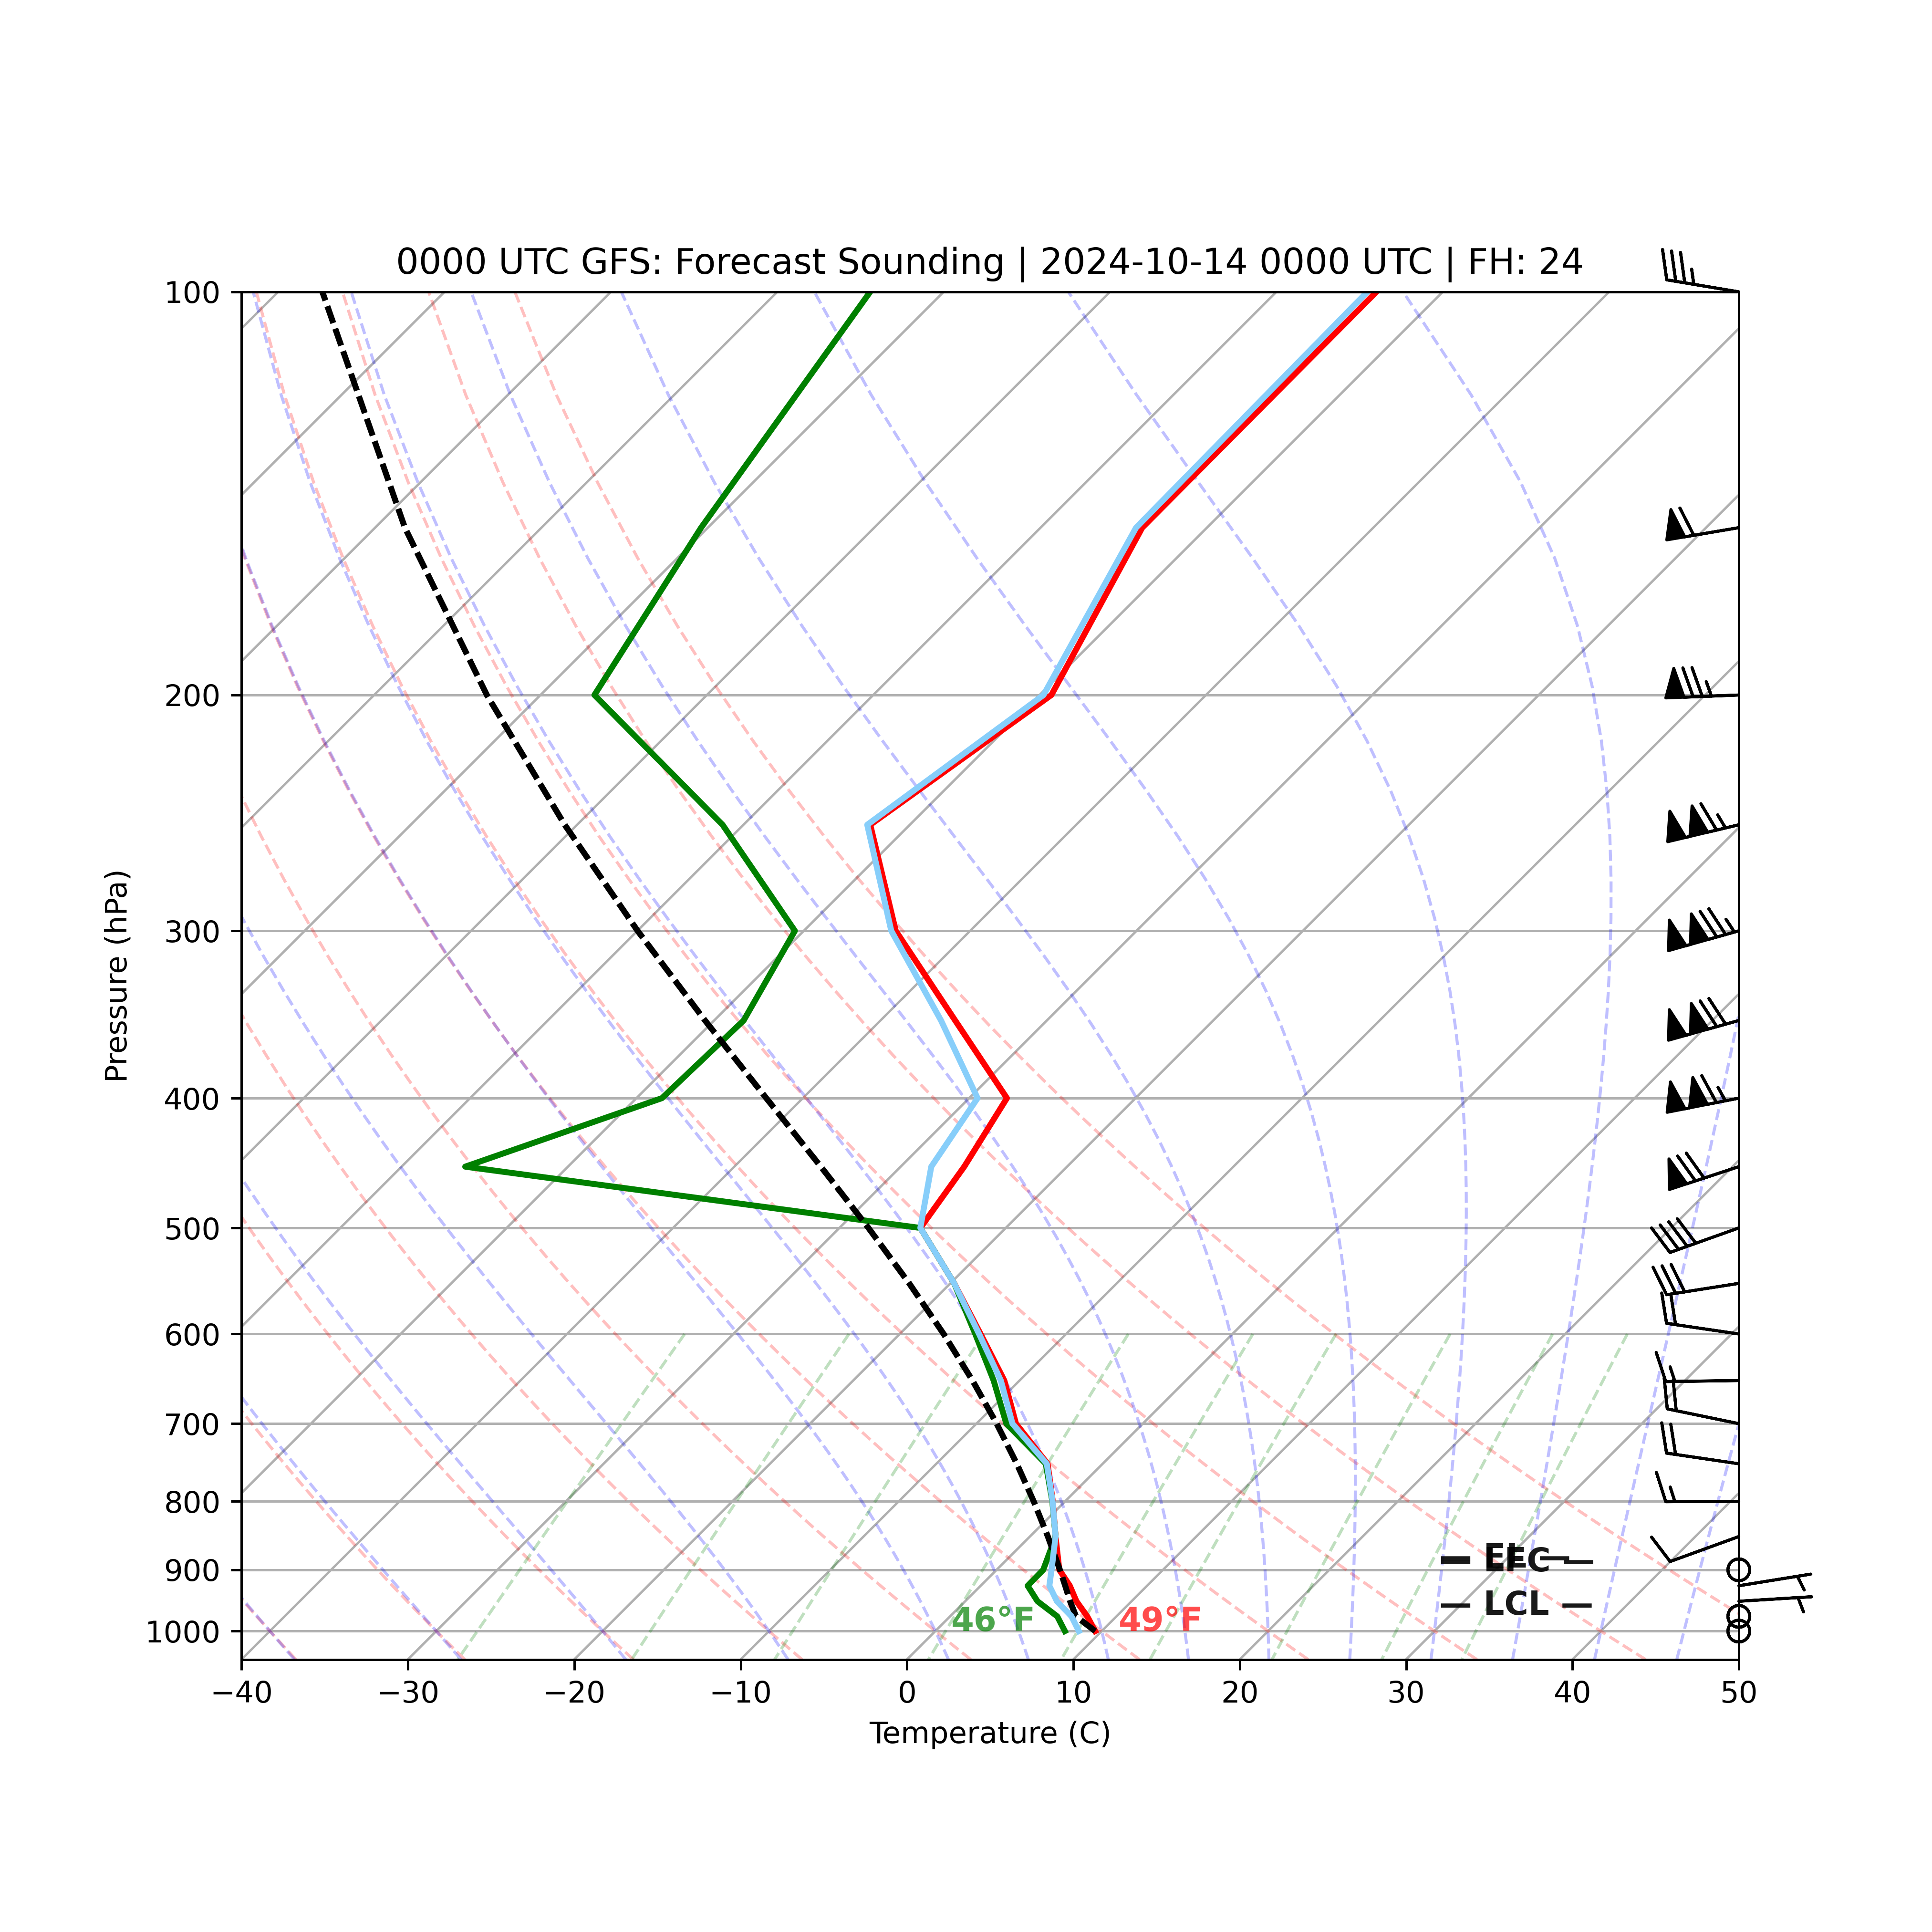 0000 UTC GFS: Forecast Sounding | 2024-10-14 0000 UTC | FH: 24
100
200
300
400
500
600
700
800
900
1000
Pressure (hPa)
— LCL —
46°F
49°F
−40 −30 −20 −10 0 10 20 30 40 50
Temperature (C)